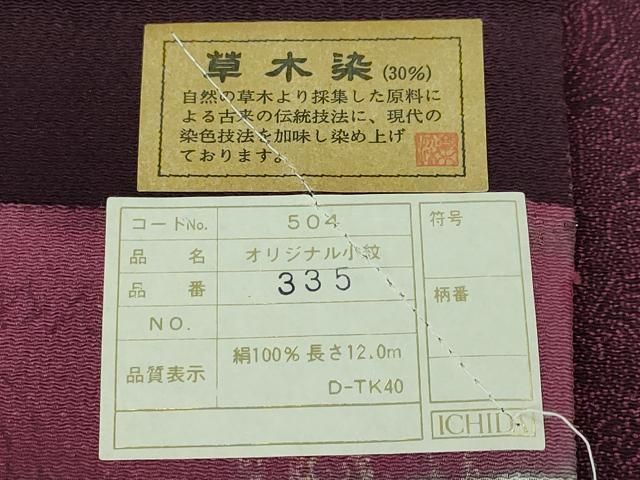 草木染(30%)
自然の草木より採集した原料に
よる古来の伝統技法に、現代の
染色技法を加味し染め上げ
ております。
コードNo. 504
品名 オリジナル小紋
品番 335
NO.
品質表示 絹100% 長さ12.0m
D-TK40
符号
柄番
ICHIDA